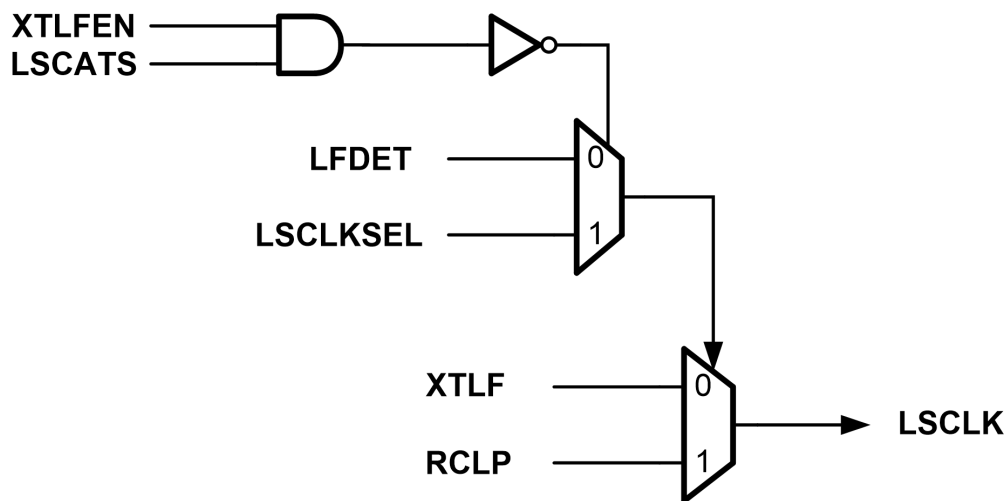 XTLFEN
LSCATS
LFDET
0
LSCLKSEL
1
XTLF
0
LSCLK
RCLP
1